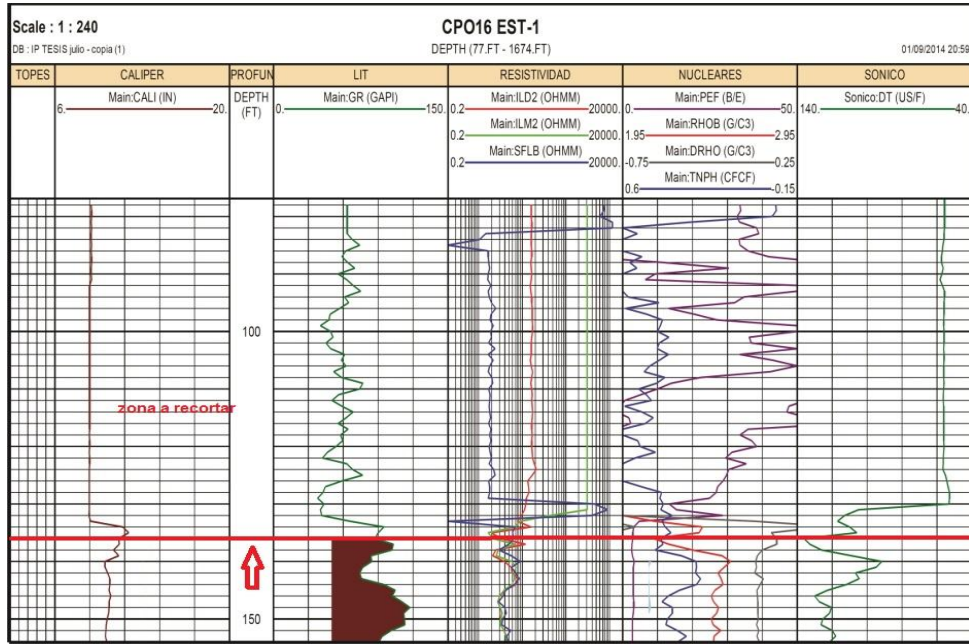 Scale : 1 : 240
CPO16 EST-1
DB : IP TESIS julio - copia (1)
DEPTH (77.FT - 1674.FT)
01/09/2014 20:59
TOPES CALIPER PROFUN LIT RESISTIVIDAD NUCLEARES SONICO
Main:CALI (IN)
6. 20.
DEPTH
(FT)
Main:GR (GAPI)
0. 150.
Main:ILD2 (OHMM)
0.2 20000.
Main:ILM2 (OHMM)
0.2 20000.
Main:SFLB (OHMM)
0.2 20000.
Main:PEF (B/E)
0. 50.
Main:RHOB (G/C3)
1.95 2.95
Main:DRHO (G/C3)
-0.75 0.25
Main:TNPH (CFCF)
0.6 -0.15
Sonico:DT (US/F)
140. 40.
100
zona a recortar
150